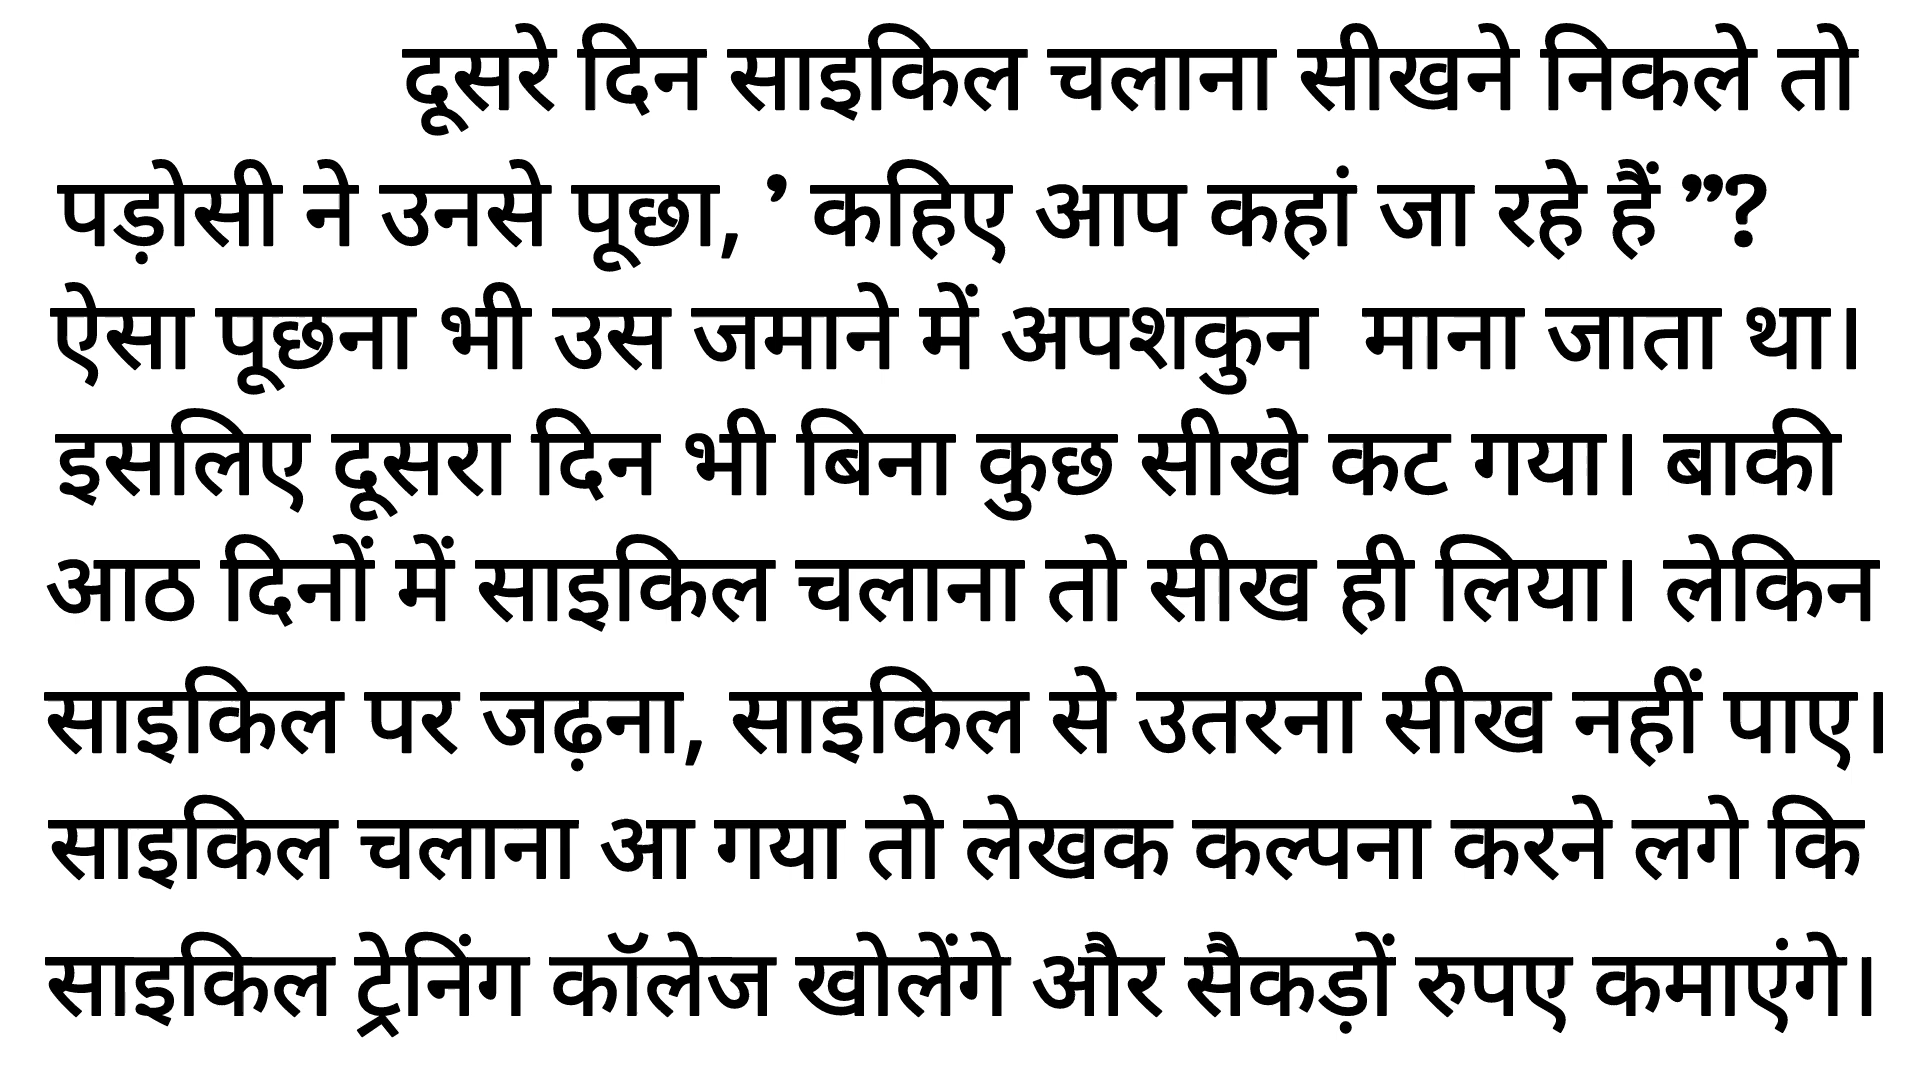 दूसरे दिन साइकिल चलाना सीखने निकले तो
पड़ोसी ने उनसे पूछा, ’ कहिए आप कहां जा रहे हैं ”?
ऐसा पूछना भी उस जमाने में अपशकुन  माना जाता था।
इसलिए दूसरा दिन भी बिना कुछ सीखे कट गया। बाकी
आठ दिनों में साइकिल चलाना तो सीख ही लिया। लेकिन
साइकिल पर जढ़ना, साइकिल से उतरना सीख नहीं पाए।
साइकिल चलाना आ गया तो लेखक कल्पना करने लगे कि
साइकिल ट्रेनिंग कॉलेज खोलेंगे और सैकड़ों रुपए कमाएंगे।